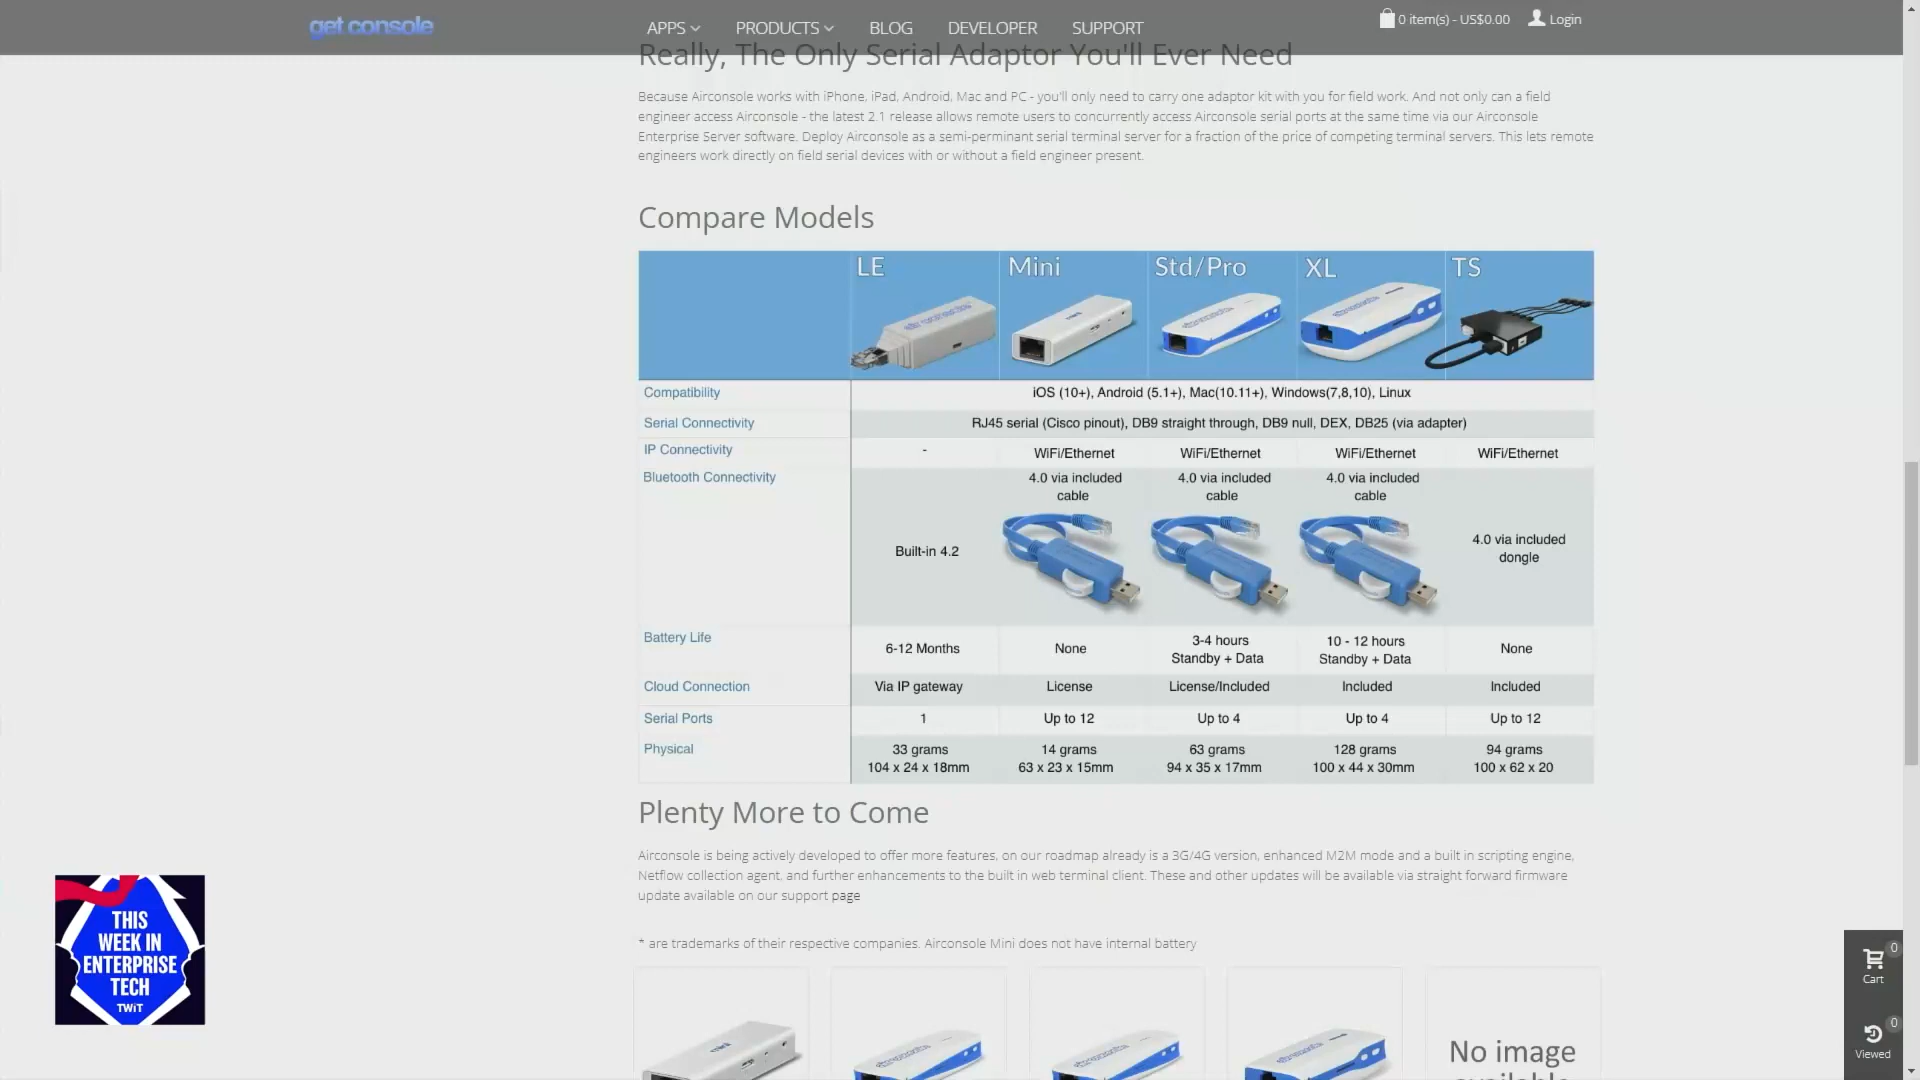 get console
APPS
PRODUCTS
BLOG
DEVELOPER
SUPPORT
0 item(s) - US$0.00
Login
Really, The Only Serial Adaptor You'll Ever Need
Because Airconsole works with iPhone, iPad, Android, Mac and PC - you'll only need to carry one adaptor kit with you for field work. And not only can a field
engineer access Airconsole - the latest 2.1 release allows remote users to concurrently access Airconsole serial ports at the same time via our Airconsole
Enterprise Server software. Deploy Airconsole as a semi-perminant serial terminal server for a fraction of the price of competing terminal servers. This lets remote
engineers work directly on field serial devices with or without a field engineer present.
Compare Models
LE Mini Std/Pro XL TS
Compatibility iOS (10+), Android (5.1+), Mac(10.11+), Windows(7,8,10), Linux
Serial Connectivity RJ45 serial (Cisco pinout), DB9 straight through, DB9 null, DEX, DB25 (via adapter)
IP Connectivity - WiFi/Ethernet WiFi/Ethernet WiFi/Ethernet WiFi/Ethernet
Bluetooth Connectivity 4.0 via included 4.0 via included 4.0 via included
cable cable cable
4.0 via included
Built-in 4.2
dongle
Battery Life 3-4 hours 10 - 12 hours
6-12 Months None None
Standby + Data Standby + Data
Cloud Connection Via IP gateway License License/Included Included Included
Serial Ports 1 Up to 12 Up to 4 Up to 4 Up to 12
Physical 33 grams 14 grams 63 grams 128 grams 94 grams
104 x 24 x 18mm 63 x 23 x 15mm 94 x 35 x 17mm 100 x 44 x 30mm 100 x 62 x 20
Plenty More to Come
Airconsole is being actively developed to offer more features, on our roadmap already is a 3G/4G version, enhanced M2M mode and a built in scripting engine,
Netflow collection agent, and further enhancements to the built in web terminal client. These and other updates will be available via straight forward firmware
update available on our support page
* are trademarks of their respective companies. Airconsole Mini does not have internal battery
THIS
WEEK IN
ENTERPRISE
TECH
TWiT
0
Cart
0
Viewed
No image